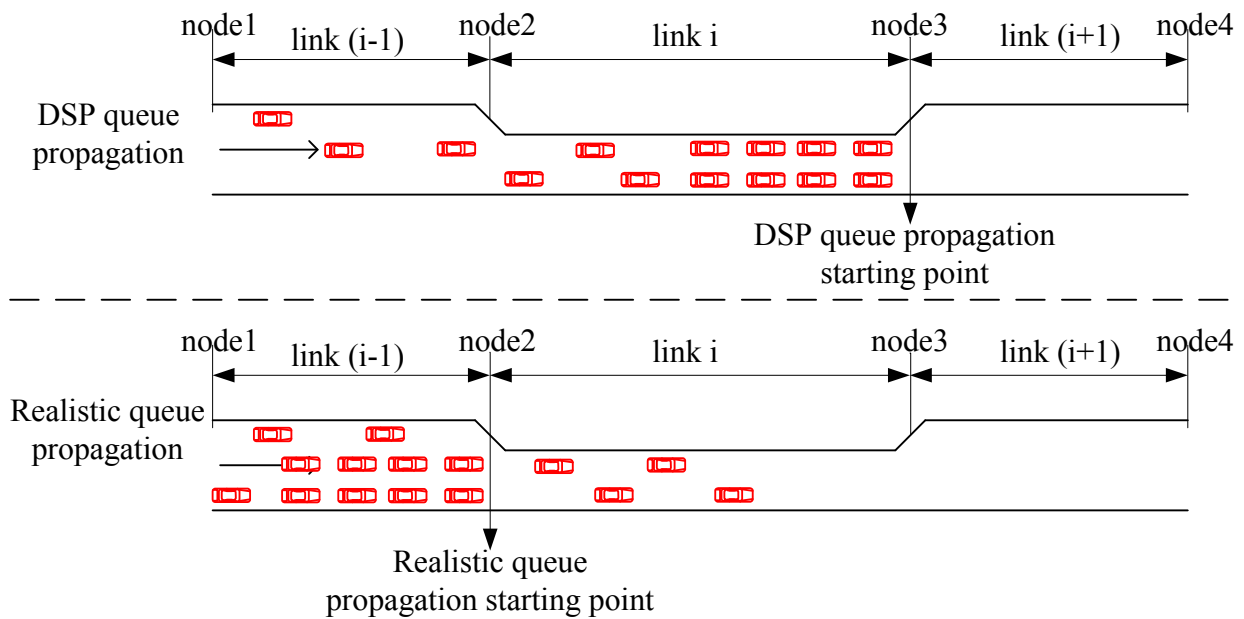 node1
node2
node3
node4
link (i-1)
link i
link (i+1)
DSP queue
propagation
DSP queue propagation
starting point
node1
node2
node3
node4
link (i-1)
link i
link (i+1)
Realistic queue
propagation
Realistic queue
propagation starting point